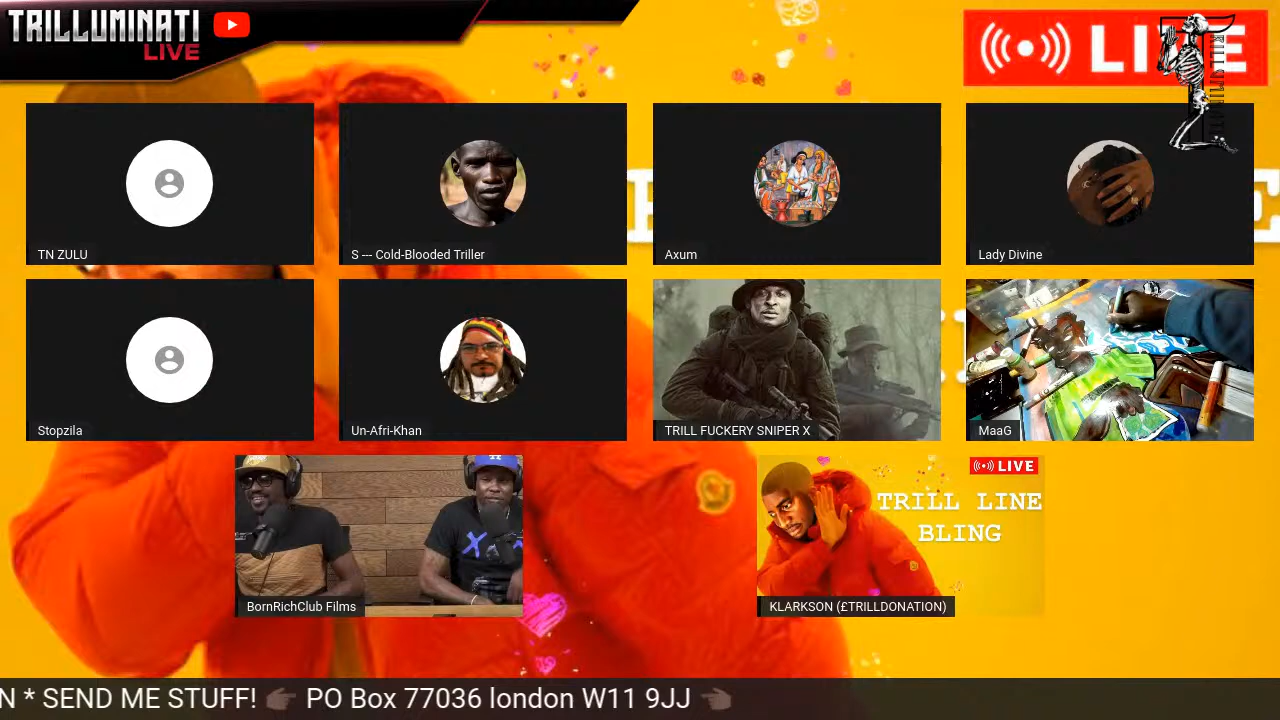 TRILLUMINATI
LIVE
LIVE
TRILLUMINATI
TN ZULU
S --- Cold-Blooded Triller
Axum
Lady Divine
Stopzila
Un-Afri-Khan
TRILL FUCKERY SNIPER X
MaaG
BornRichClub Films
LIVE
TRILL LINE
BLING
KLARKSON (£TRILLDONATION)
N * SEND ME STUFF! 👉🏿 PO Box 77036 london W11 9JJ 👈🏿